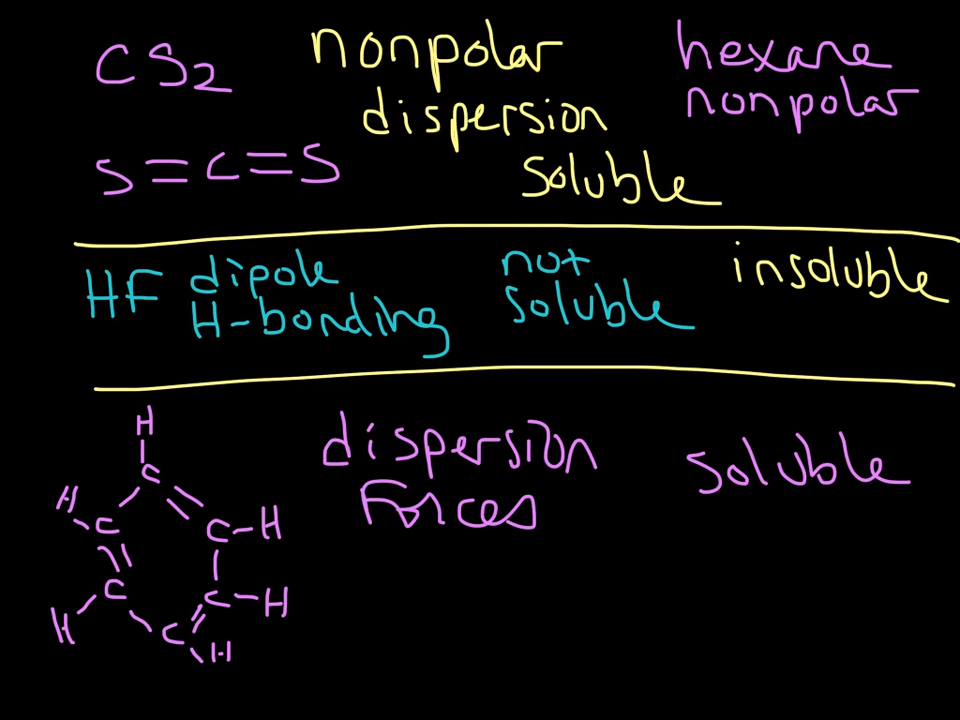 CS2
nonpolar
dispersion
soluble
hexane
nonpolar
S=C=S
HF
dipole
H-bonding
not
soluble
insoluble
H
C
H
C
C-H
C
C-H
H
C
H
dispersion
Forces
soluble